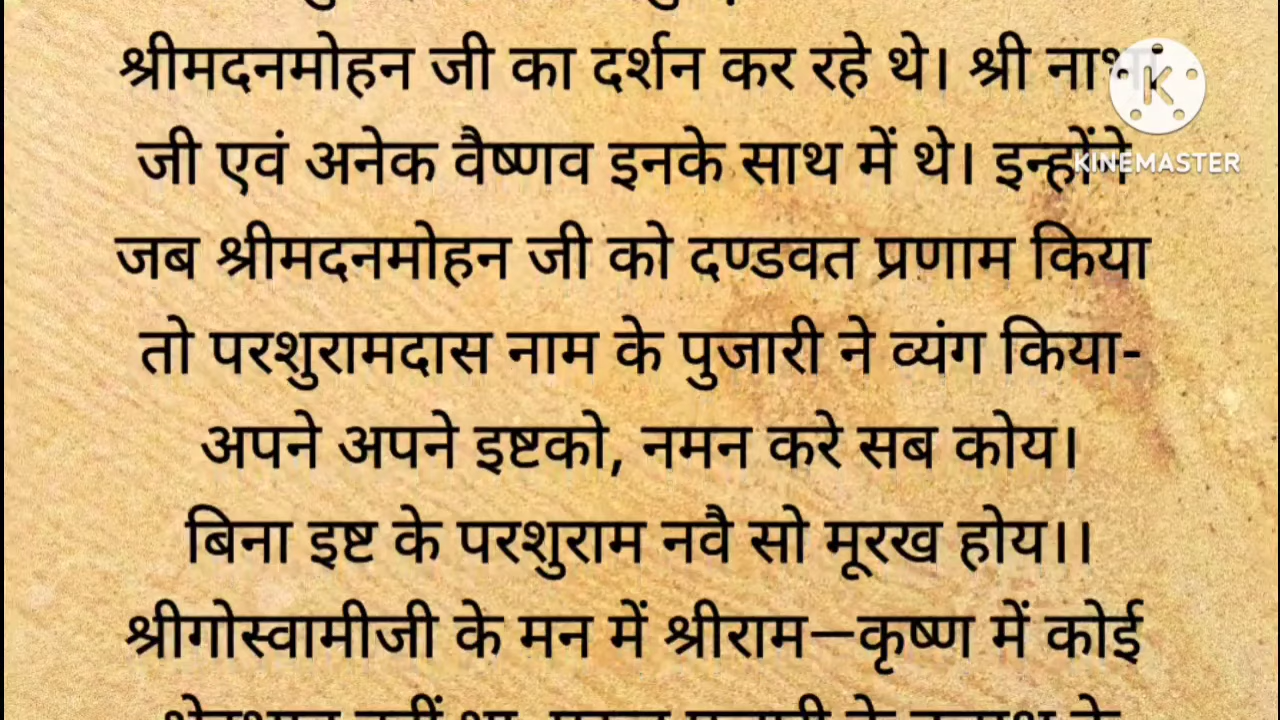 श्रीमदनमोहन जी का दर्शन कर रहे थे। श्री नाभा
जी एवं अनेक वैष्णव इनके साथ में थे। इन्होंने
जब श्रीमदनमोहन जी को दण्डवत प्रणाम किया
तो परशुरामदास नाम के पुजारी ने व्यंग किया-
अपने अपने इष्टको, नमन करे सब कोय।
बिना इष्ट के परशुराम नवै सो मूरख होय।।
श्रीगोस्वामीजी के मन में श्रीराम—कृष्ण में कोई
KINEMASTER